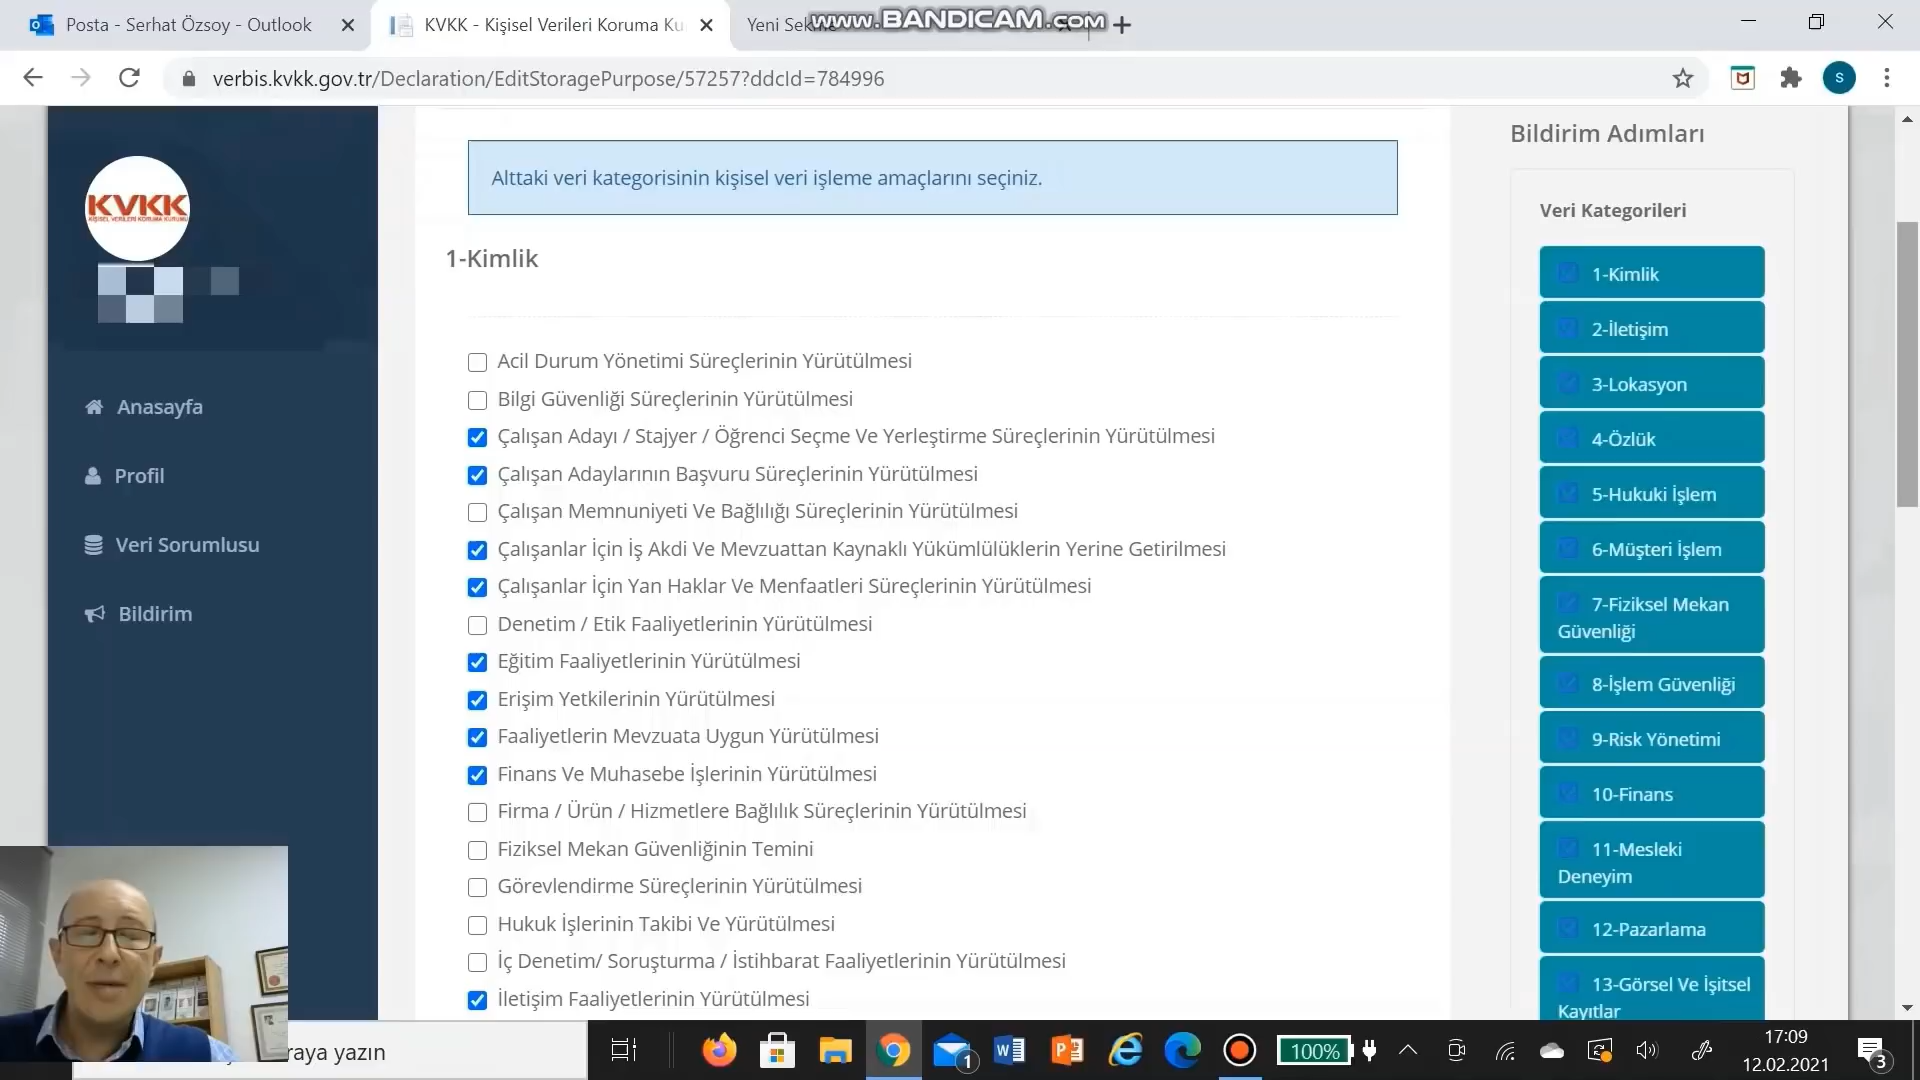 Posta - Serhat Özsoy - Outlook
KVKK - Kişisel Verileri Koruma Ku
Yeni Sekme
www.BANDICAM.com
verbis.kvkk.gov.tr/Declaration/EditStoragePurpose/57257?ddcId=784996
S
KVKK
KİŞİSEL VERİLERİ KORUMA KURUMU
Anasayfa
Profil
Veri Sorumlusu
Bildirim
Alttaki veri kategorisinin kişisel veri işleme amaçlarını seçiniz.
1-Kimlik
Acil Durum Yönetimi Süreçlerinin Yürütülmesi
Bilgi Güvenliği Süreçlerinin Yürütülmesi
Çalışan Adayı / Stajyer / Öğrenci Seçme Ve Yerleştirme Süreçlerinin Yürütülmesi
Çalışan Adaylarının Başvuru Süreçlerinin Yürütülmesi
Çalışan Memnuniyeti Ve Bağlılığı Süreçlerinin Yürütülmesi
Çalışanlar İçin İş Akdi Ve Mevzuattan Kaynaklı Yükümlülüklerin Yerine Getirilmesi
Çalışanlar İçin Yan Haklar Ve Menfaatleri Süreçlerinin Yürütülmesi
Denetim / Etik Faaliyetlerinin Yürütülmesi
Eğitim Faaliyetlerinin Yürütülmesi
Erişim Yetkilerinin Yürütülmesi
Faaliyetlerin Mevzuata Uygun Yürütülmesi
Finans Ve Muhasebe İşlerinin Yürütülmesi
Firma / Ürün / Hizmetlere Bağlılık Süreçlerinin Yürütülmesi
Fiziksel Mekan Güvenliğinin Temini
Görevlendirme Süreçlerinin Yürütülmesi
Hukuk İşlerinin Takibi Ve Yürütülmesi
İç Denetim/ Soruşturma / İstihbarat Faaliyetlerinin Yürütülmesi
İletişim Faaliyetlerinin Yürütülmesi
Bildirim Adımları
Veri Kategorileri
1-Kimlik
2-İletişim
3-Lokasyon
4-Özlük
5-Hukuki İşlem
6-Müşteri İşlem
7-Fiziksel Mekan
Güvenliği
8-İşlem Güvenliği
9-Risk Yönetimi
10-Finans
11-Mesleki
Deneyim
12-Pazarlama
13-Görsel Ve İşitsel
Kayıtlar
raya yazın
1
100%
17:09
12.02.2021
3